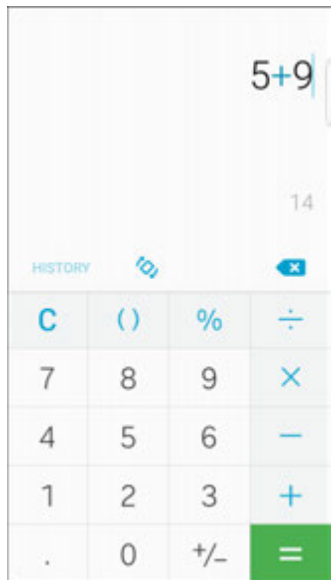 5+9
14
HISTORY
C () % ÷
7 8 9 ×
4 5 6 −
1 2 3 +
. 0 +/− =